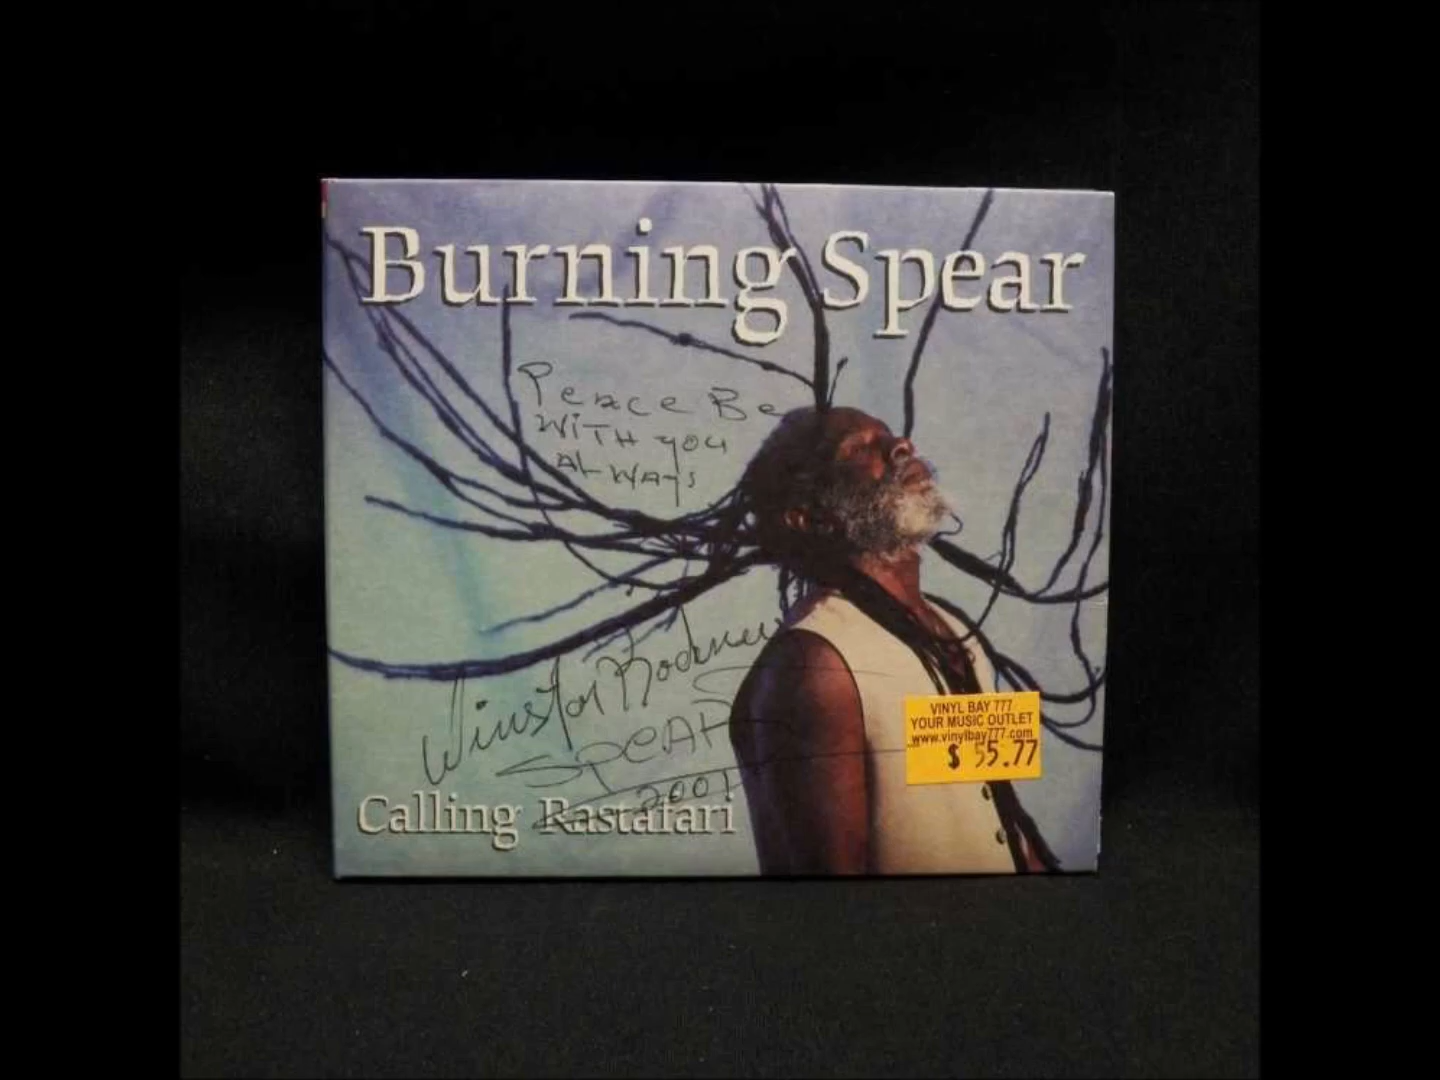 Burning Spear
Peace Be
WiTH you
ALWAYS
Winston Rodney
SPEAR
2001
Calling Rastafari
VINYL BAY 777
YOUR MUSIC OUTLET
www.vinylbay777.com
$ 55.77